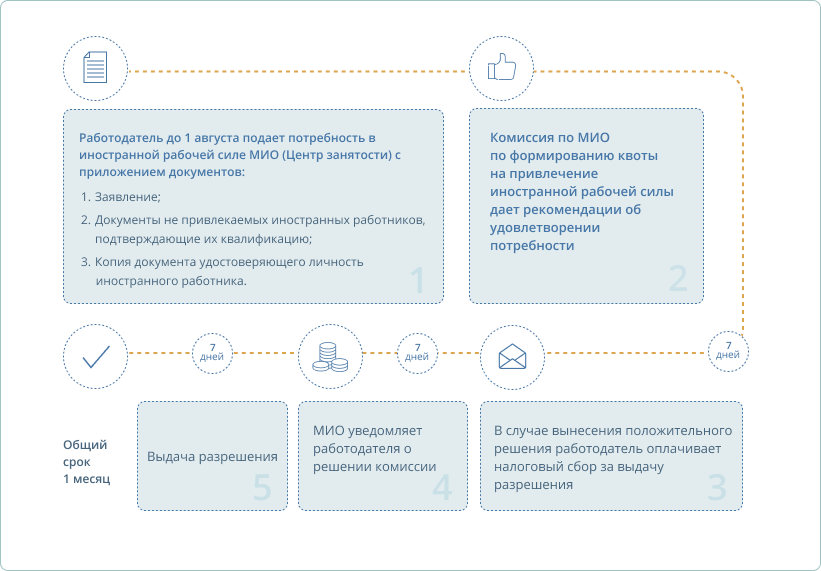 Работодатель до 1 августа подает потребность в
иностранной рабочей силе МИО (Центр занятости) с
приложением документов:
1. Заявление;
2. Документы не привлекаемых иностранных работников,
подтверждающие их квалификацию;
3. Копия документа удостоверяющего личность
иностранного работника.
1
Комиссия по МИО
по формированию квоты
на привлечение
иностранной рабочей силы
дает рекомендации об
удовлетворении
потребности
2
7
дней
7
дней
7
дней
В случае вынесения положительного
решения работодатель оплачивает
налоговый сбор за выдачу
разрешения
3
МИО уведомляет
работодателя о
решении комиссии
4
Выдача разрешения
5
Общий
срок
1 месяц